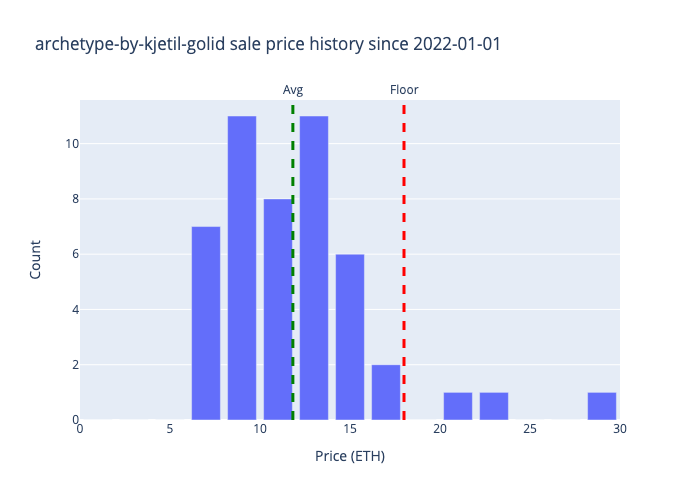 archetype-by-kjetil-golid sale price history since 2022-01-01
Avg
Floor
10
8
6
4
2
0
Count
0
5
10
15
20
25
30
Price (ETH)